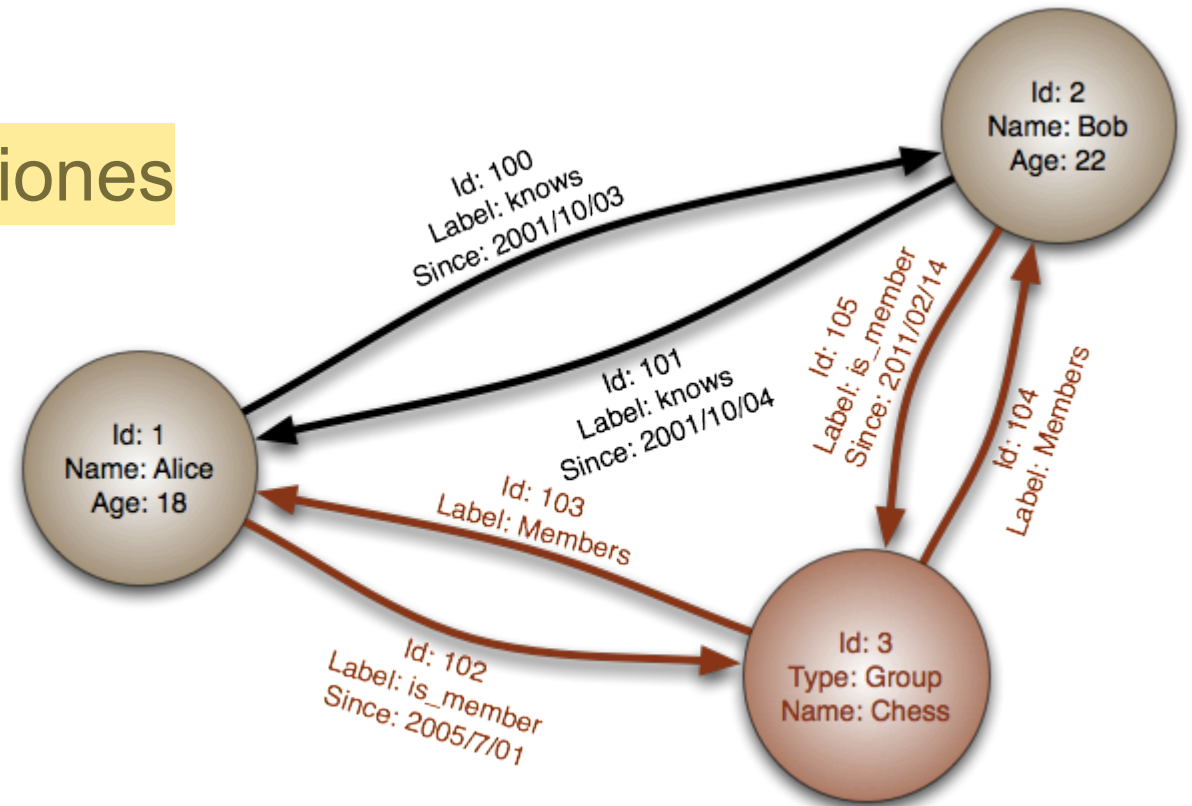 iones
Id: 2
Name: Bob
Age: 22
Id: 100
Label: knows
Since: 2001/10/03
Id: 101
Label: knows
Since: 2001/10/04
Id: 105
Label: is_member
Since: 2011/02/14
Id: 104
Label: Members
Id: 1
Name: Alice
Age: 18
Id: 103
Label: Members
Id: 102
Label: is_member
Since: 2005/7/01
Id: 3
Type: Group
Name: Chess